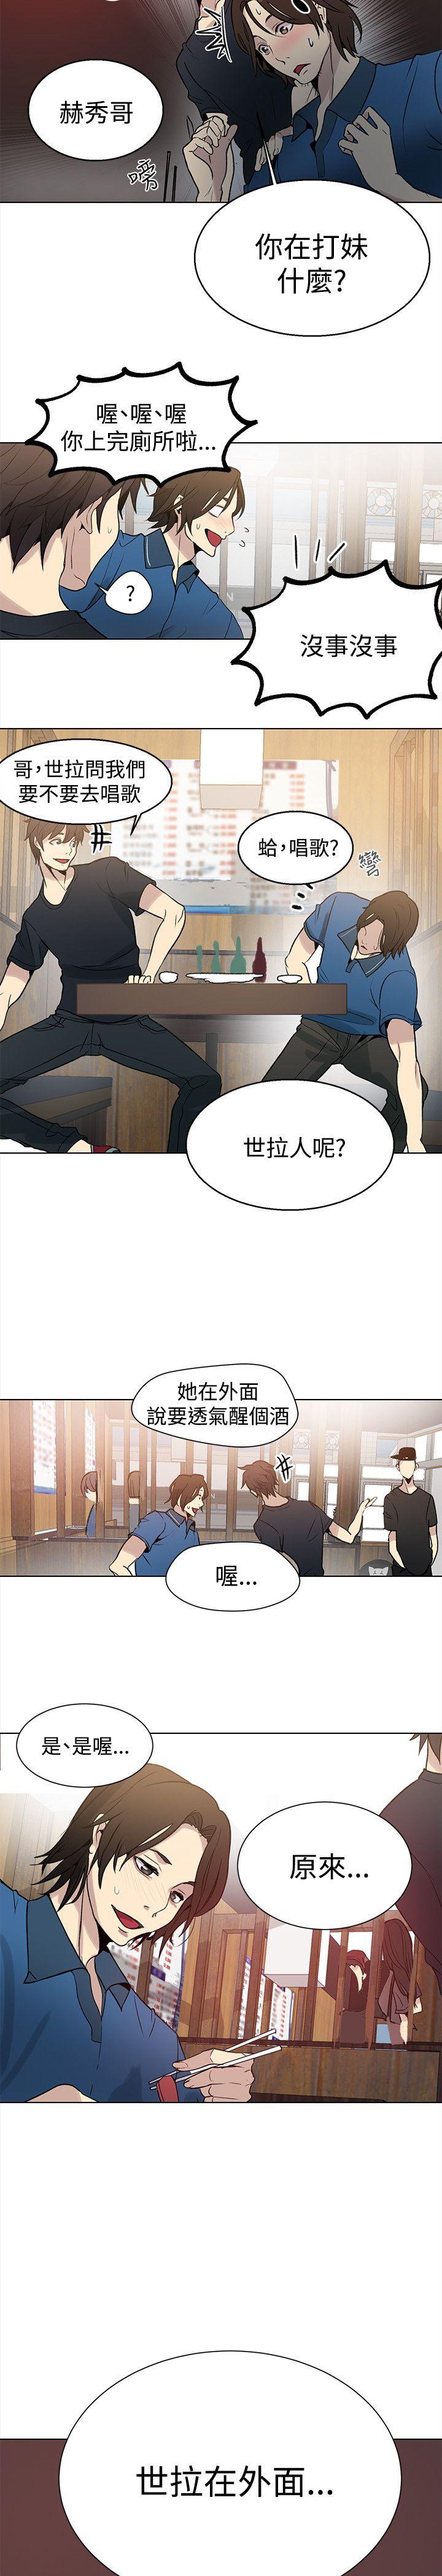 赫秀哥
嗙
你在打妹
什麼?
喔、喔、喔
你上完廁所啦...
?
沒事沒事
哥,世拉問我們
要不要去唱歌
蛤,唱歌?
彎
世拉人呢?
她在外面
說要透氣醒個酒
喔...
是、是喔...
原來...
世拉在外面...